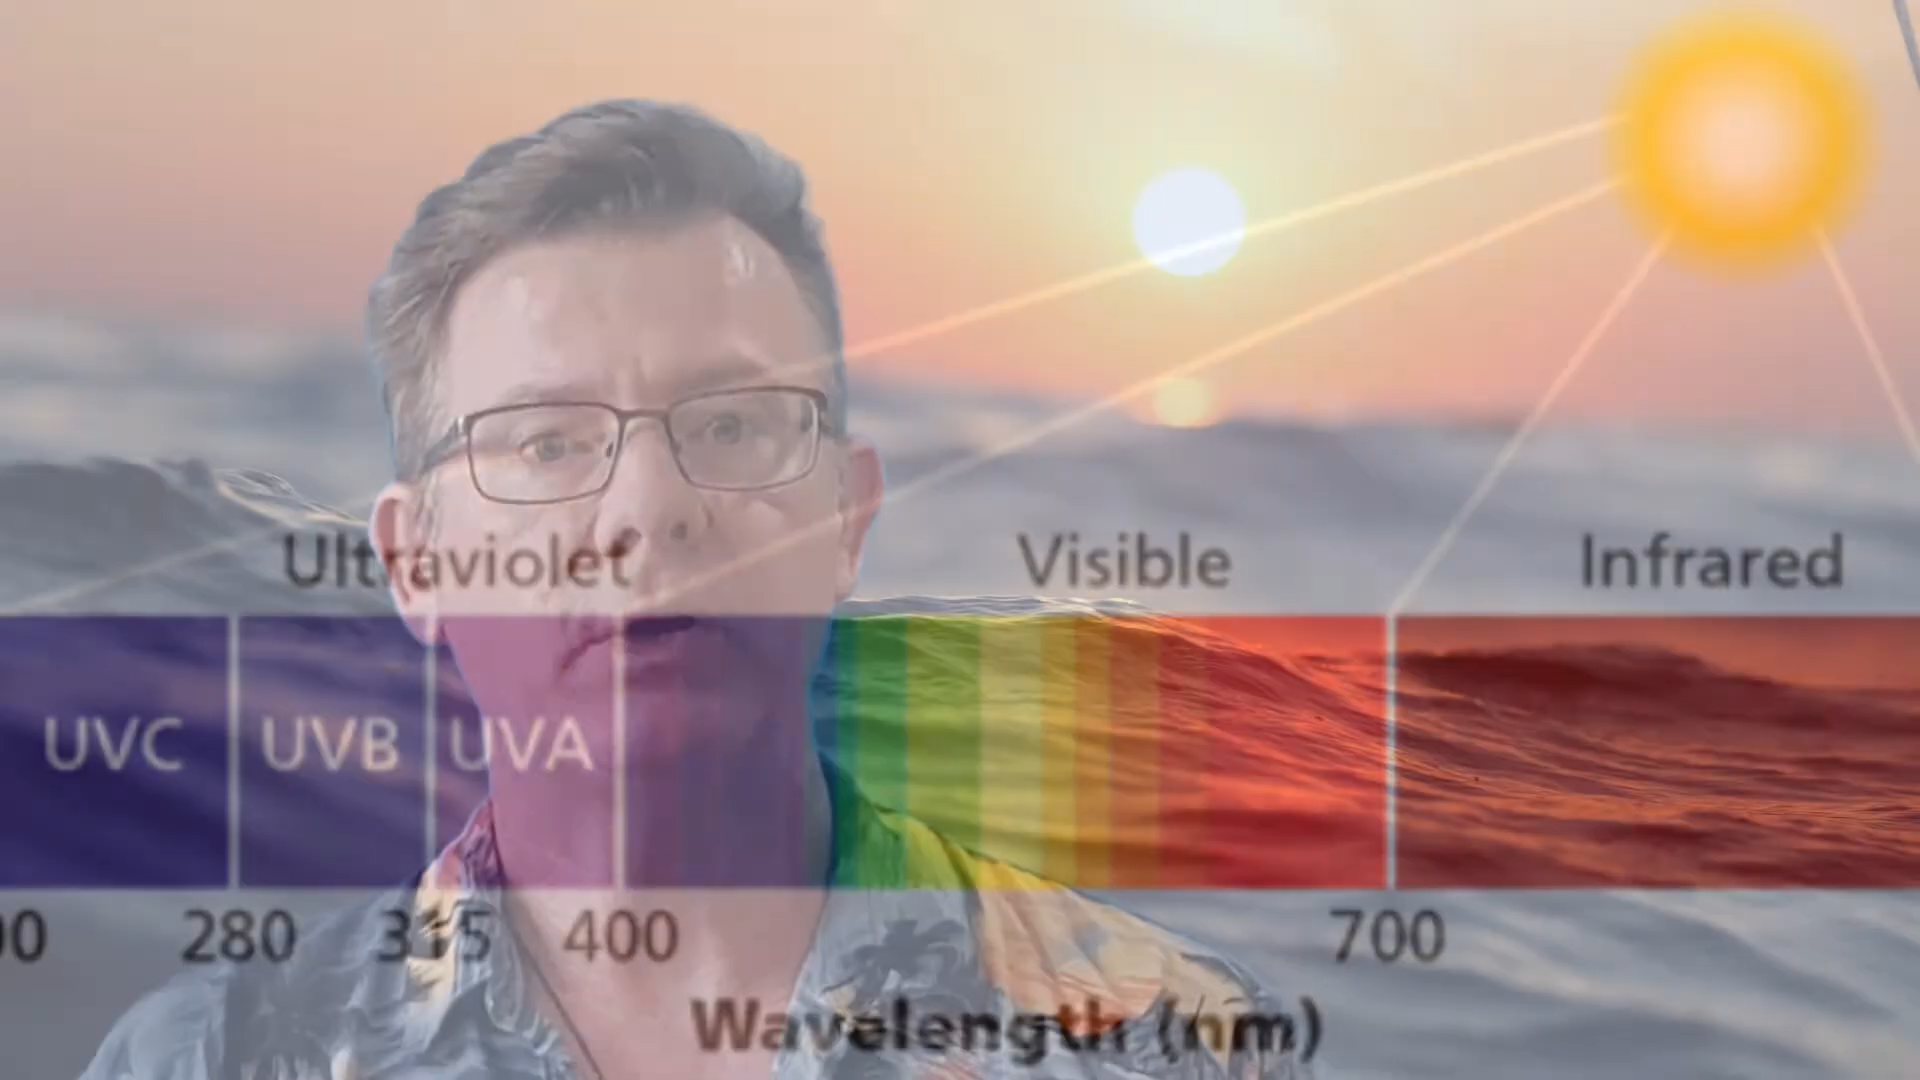 Ultraviolet Visible Infrared
UVC UVB UVA
280 315 400 700
Wavelength (nm)